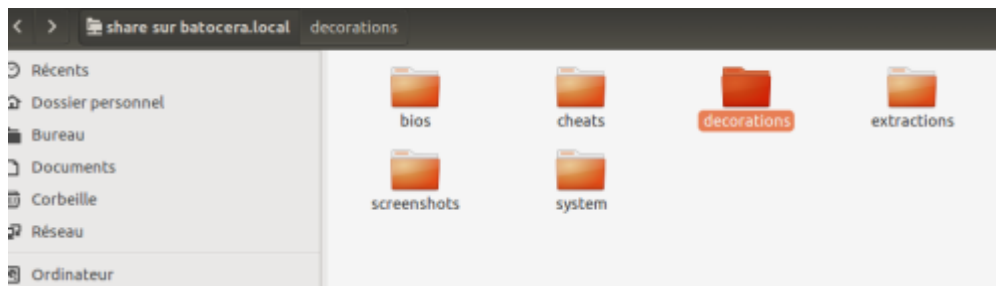 share sur batocera.local decorations
Récents
Dossier personnel
Bureau
Documents
Corbeille
Réseau
Ordinateur
bios cheats decorations extractions
screenshots system